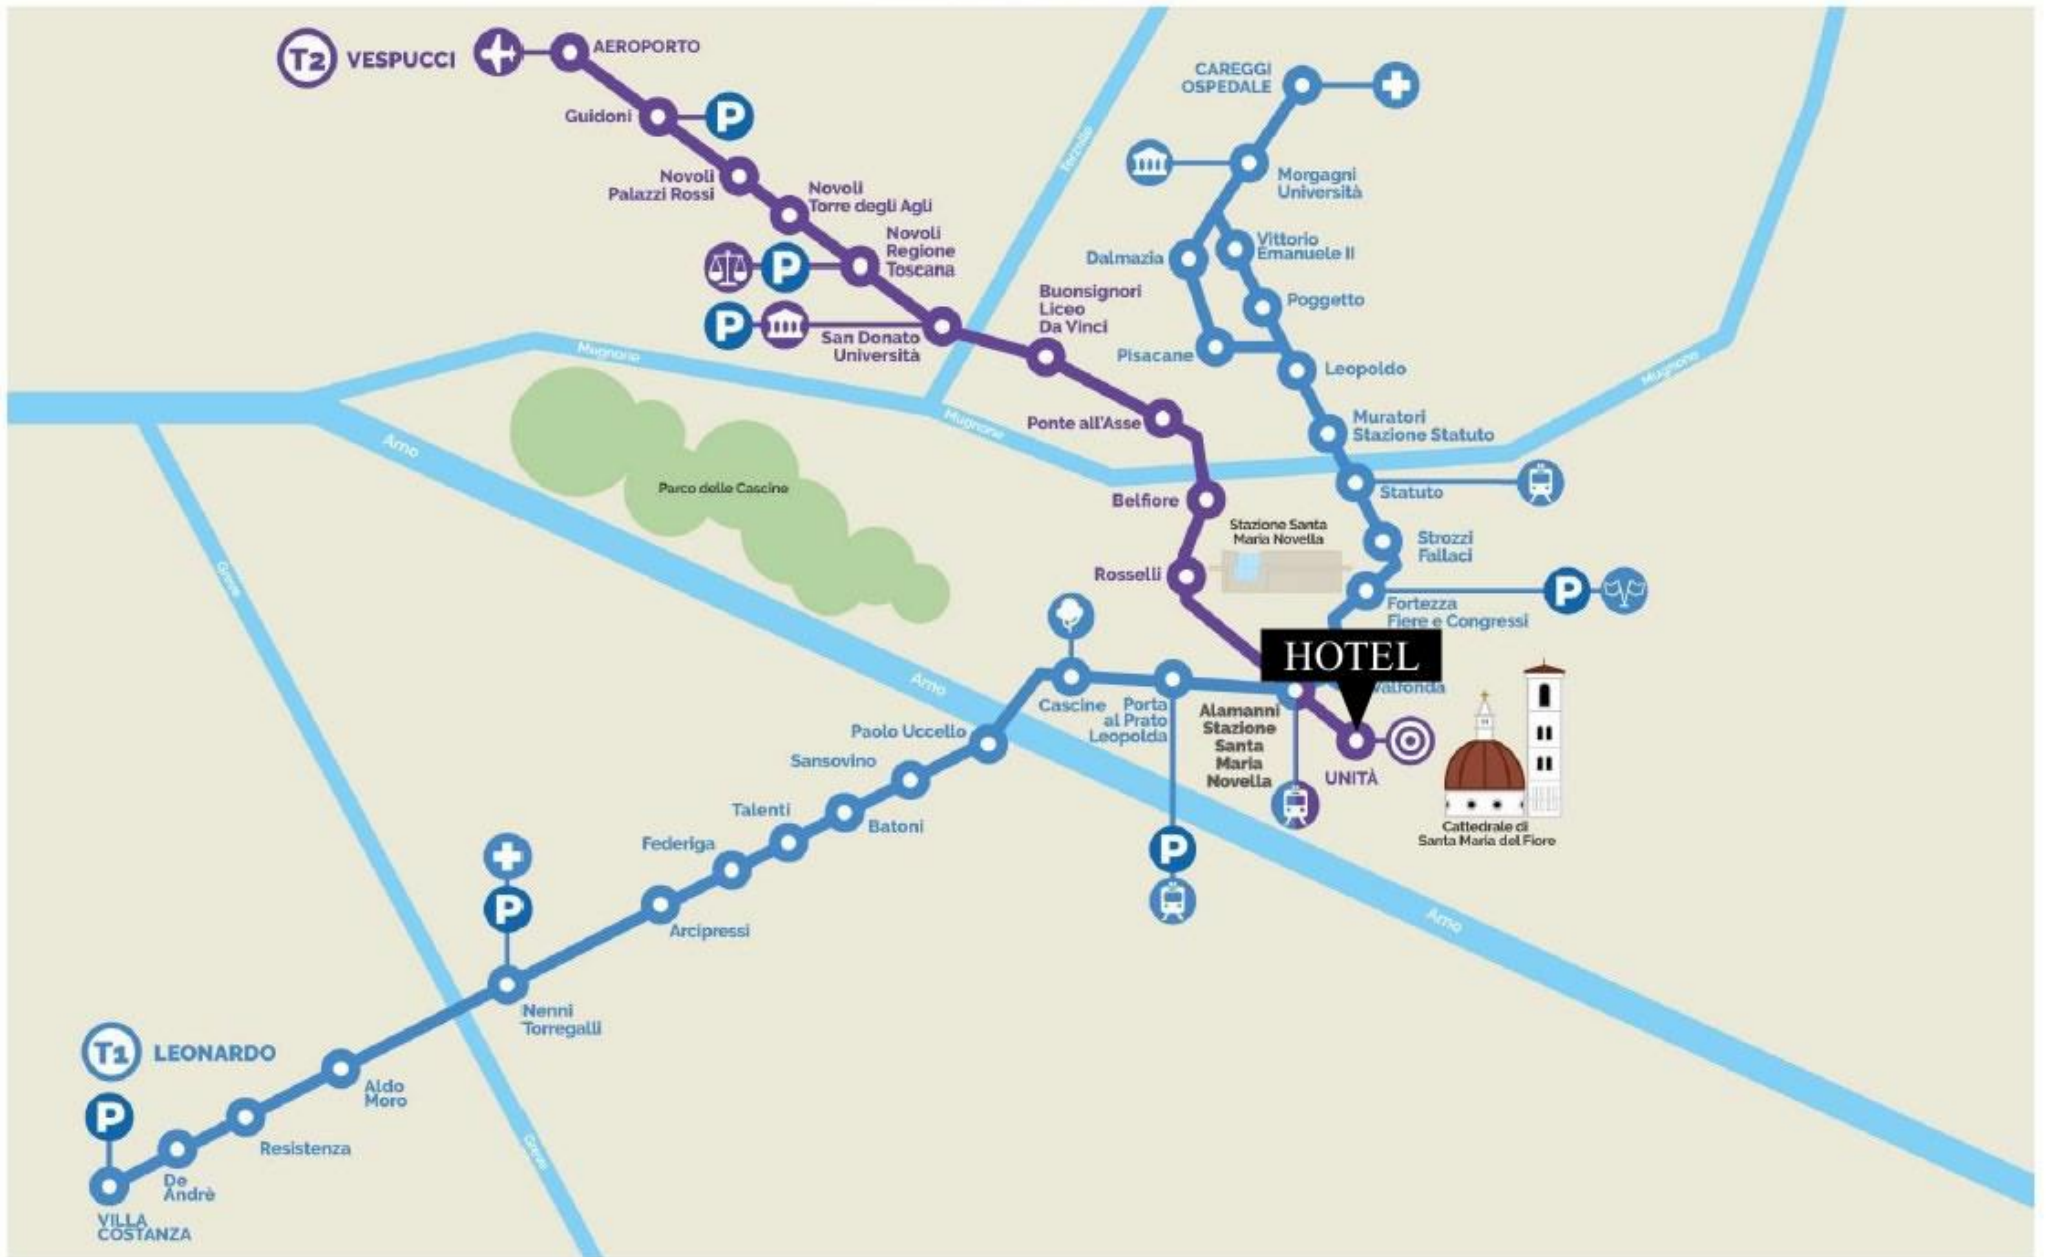 T2 VESPUCCI
AEROPORTO
Guidoni
P
Novoli
Palazzi Rossi
Novoli
Torre degli Agli
Novoli
Regione
Toscana
P
P
San Donato
Università
Buonsignori
Liceo
Da Vinci
Ponte all'Asse
Belfiore
Rosselli
Terzolle
CAREGGI
OSPEDALE
Morgagni
Università
Dalmazia
Vittorio
Emanuele II
Poggetto
Pisacane
Leopoldo
Muratori
Stazione Statuto
Statuto
Strozzi
Fallaci
P
Fortezza
Fiere e Congressi
Mugnone
Mugnone
Mugnone
Arno
Parco delle Cascine
Greve
Stazione Santa
Maria Novella
HOTEL
Valfonda
Arno
Cascine
Porta
al Prato
Leopolda
Alamanni
Stazione
Santa
Maria
Novella
UNITÀ
P
Cattedrale di
Santa Maria del Fiore
Paolo Uccello
Sansovino
Talenti
Batoni
Federiga
Arcipressi
P
Nenni
Torregalli
Arno
T1 LEONARDO
P
Aldo
Moro
Resistenza
De
Andrè
VILLA
COSTANZA
Greve